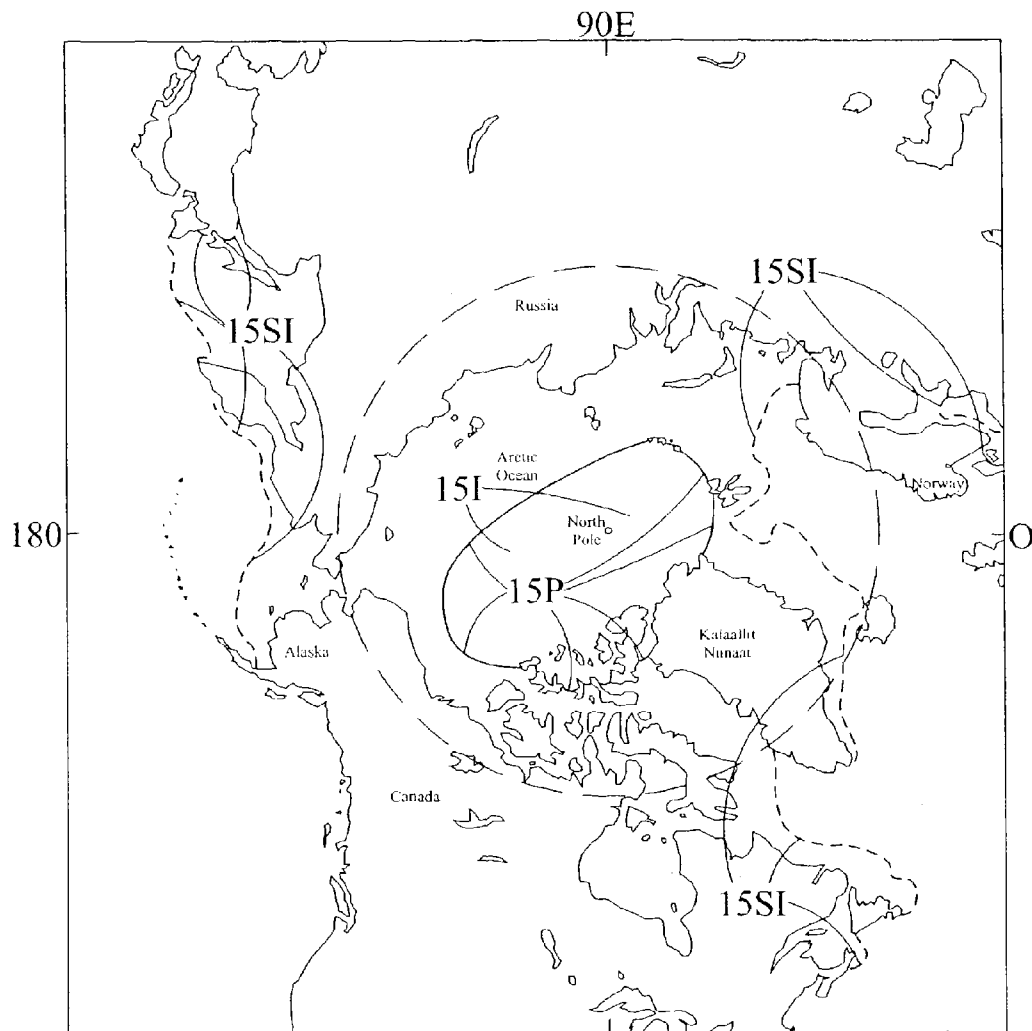 90E
15SI
Russia
15SI
Arctic
Ocean
15I
Norway
180
North
Pole
O
15P
Alaska
Kalaallit
Nunaat
Canada
15SI